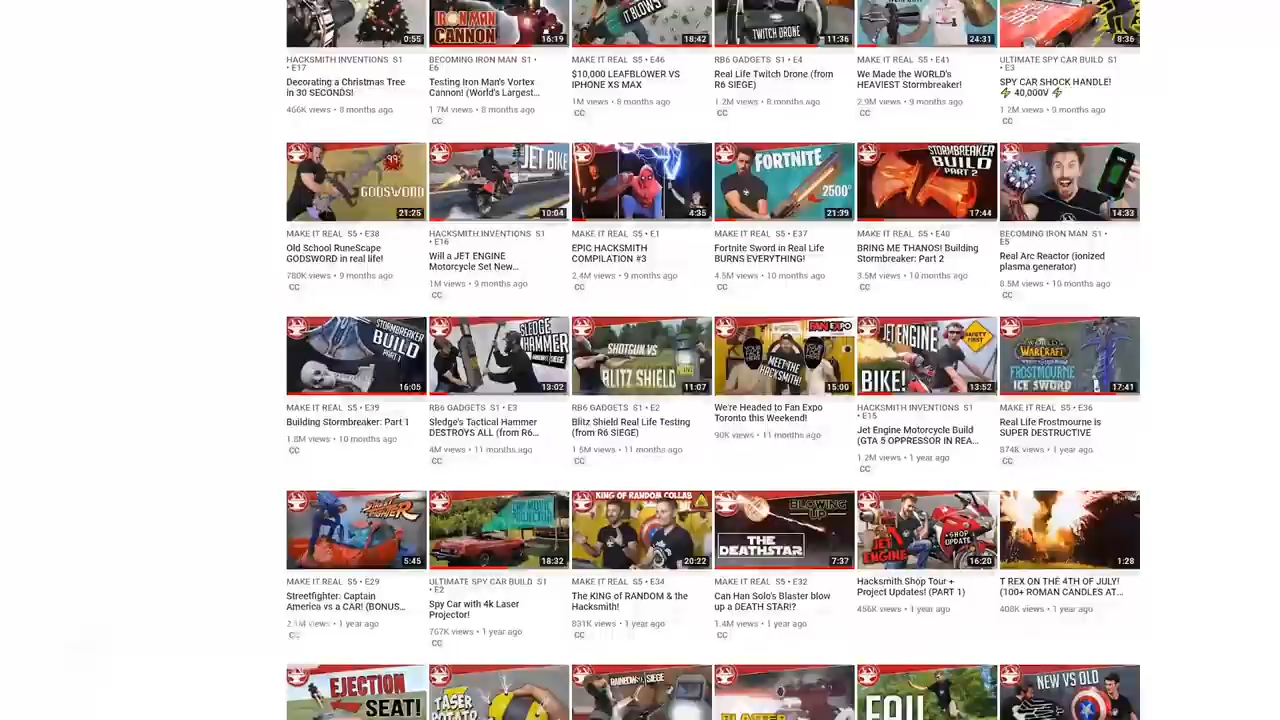 IRON MAN
CANNON
IT BLOWS
TWITCH DRONE
0:55
16:19
18:42
11:36
24:31
8:36
HACKSMITH INVENTIONS S1
• E17
Decorating a Christmas Tree
in 30 SECONDS!
466K views • 8 months ago
BECOMING IRON MAN S1 •
E6
Testing Iron Man's Vortex
Cannon! (World's Largest...
1.7M views • 8 months ago
CC
MAKE IT REAL S5 • E46
$10,000 LEAFBLOWER VS
IPHONE XS MAX
1M views • 8 months ago
CC
RB6 GADGETS S1 • E4
Real Life Twitch Drone (from
R6 SIEGE)
1.2M views • 8 months ago
CC
MAKE IT REAL S5 • E41
We Made the WORLD's
HEAVIEST Stormbreaker!
2.9M views • 9 months ago
CC
ULTIMATE SPY CAR BUILD S1
• E3
SPY CAR SHOCK HANDLE!
⚡ 40,000V ⚡
1.2M views • 9 months ago
CC
99
GODSWORD
21:25
JET BIKE
10:04
4:35
FORTNITE
2500°
21:39
STORMBREAKER
BUILD
PART 2
17:44
14:33
MAKE IT REAL S5 • E38
Old School RuneScape
GODSWORD in real life!
780K views • 9 months ago
CC
HACKSMITH INVENTIONS S1
• E16
Will a JET ENGINE
Motorcycle Set New...
1M views • 9 months ago
CC
MAKE IT REAL S5 • E1
EPIC HACKSMITH
COMPILATION #3
2.4M views • 9 months ago
CC
MAKE IT REAL S5 • E37
Fortnite Sword in Real Life
BURNS EVERYTHING!
4.5M views • 10 months ago
CC
MAKE IT REAL S5 • E40
BRING ME THANOS! Building
Stormbreaker: Part 2
3.5M views • 10 months ago
CC
BECOMING IRON MAN S1 •
E5
Real Arc Reactor (ionized
plasma generator)
8.5M views • 10 months ago
CC
STORMBREAKER
BUILD
PART 1
16:05
SLEDGE
HAMMER
13:02
SHOTGUN VS
BLITZ SHIELD
11:07
FAN EXPO
MEET THE
HACKSMITH!
15:00
JET ENGINE
BIKE!
SAFETY
FIRST
13:52
WORLD
WARCRAFT
FROSTMOURNE
ICE SWORD
17:41
MAKE IT REAL S5 • E39
Building Stormbreaker: Part 1
1.8M views • 10 months ago
CC
RB6 GADGETS S1 • E3
Sledge's Tactical Hammer
DESTROYS ALL (from R6...
4M views • 11 months ago
CC
RB6 GADGETS S1 • E2
Blitz Shield Real Life Testing
(from R6 SIEGE)
1.5M views • 11 months ago
CC
We're Headed to Fan Expo
Toronto this Weekend!
90K views • 11 months ago
HACKSMITH INVENTIONS S1
• E15
Jet Engine Motorcycle Build
(GTA 5 OPPRESSOR IN REA...
1.2M views • 1 year ago
CC
MAKE IT REAL S5 • E36
Real Life Frostmourne is
SUPER DESTRUCTIVE
874K views • 1 year ago
CC
STREET
FIGHTER
5:45
18:32
KING OF RANDOM COLLAB
20:22
BLOWING
UP
THE
DEATHSTAR
7:37
JET
ENGINE
+SHOP
UPDATE
16:20
1:28
MAKE IT REAL S5 • E29
Streetfighter: Captain
America vs a CAR! (BONUS...
2.1M views • 1 year ago
CC
ULTIMATE SPY CAR BUILD S1
• E2
Spy Car with 4k Laser
Projector!
767K views • 1 year ago
CC
MAKE IT REAL S5 • E34
The KING of RANDOM & the
Hacksmith!
831K views • 1 year ago
CC
MAKE IT REAL S5 • E32
Can Han Solo's Blaster blow
up a DEATH STAR!?
1.4M views • 1 year ago
CC
Hacksmith Shop Tour +
Project Updates! (PART 1)
456K views • 1 year ago
T REX ON THE 4TH OF JULY!
(100+ ROMAN CANDLES AT...
408K views • 1 year ago
EJECTION
SEAT!
TASER
POTATO
RAINBOW SIEGE
BLASTER
FAIL
NEW VS OLD